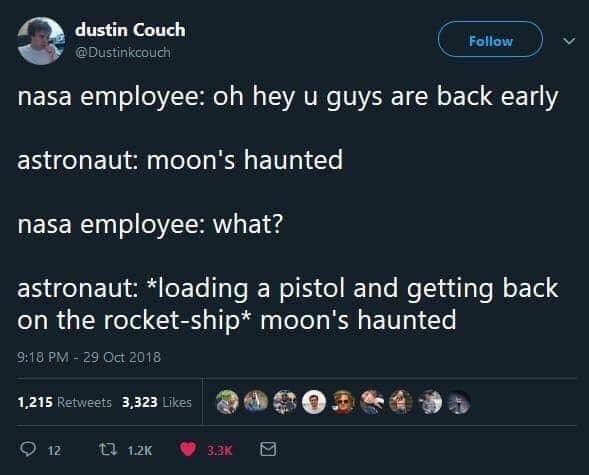 dustin Couch
@Dustinkcouch
Follow
nasa employee: oh hey u guys are back early
astronaut: moon's haunted
nasa employee: what?
astronaut: *loading a pistol and getting back
on the rocket-ship* moon's haunted
9:18 PM - 29 Oct 2018
1,215 Retweets 3,323 Likes
12 1.2K 3.3K